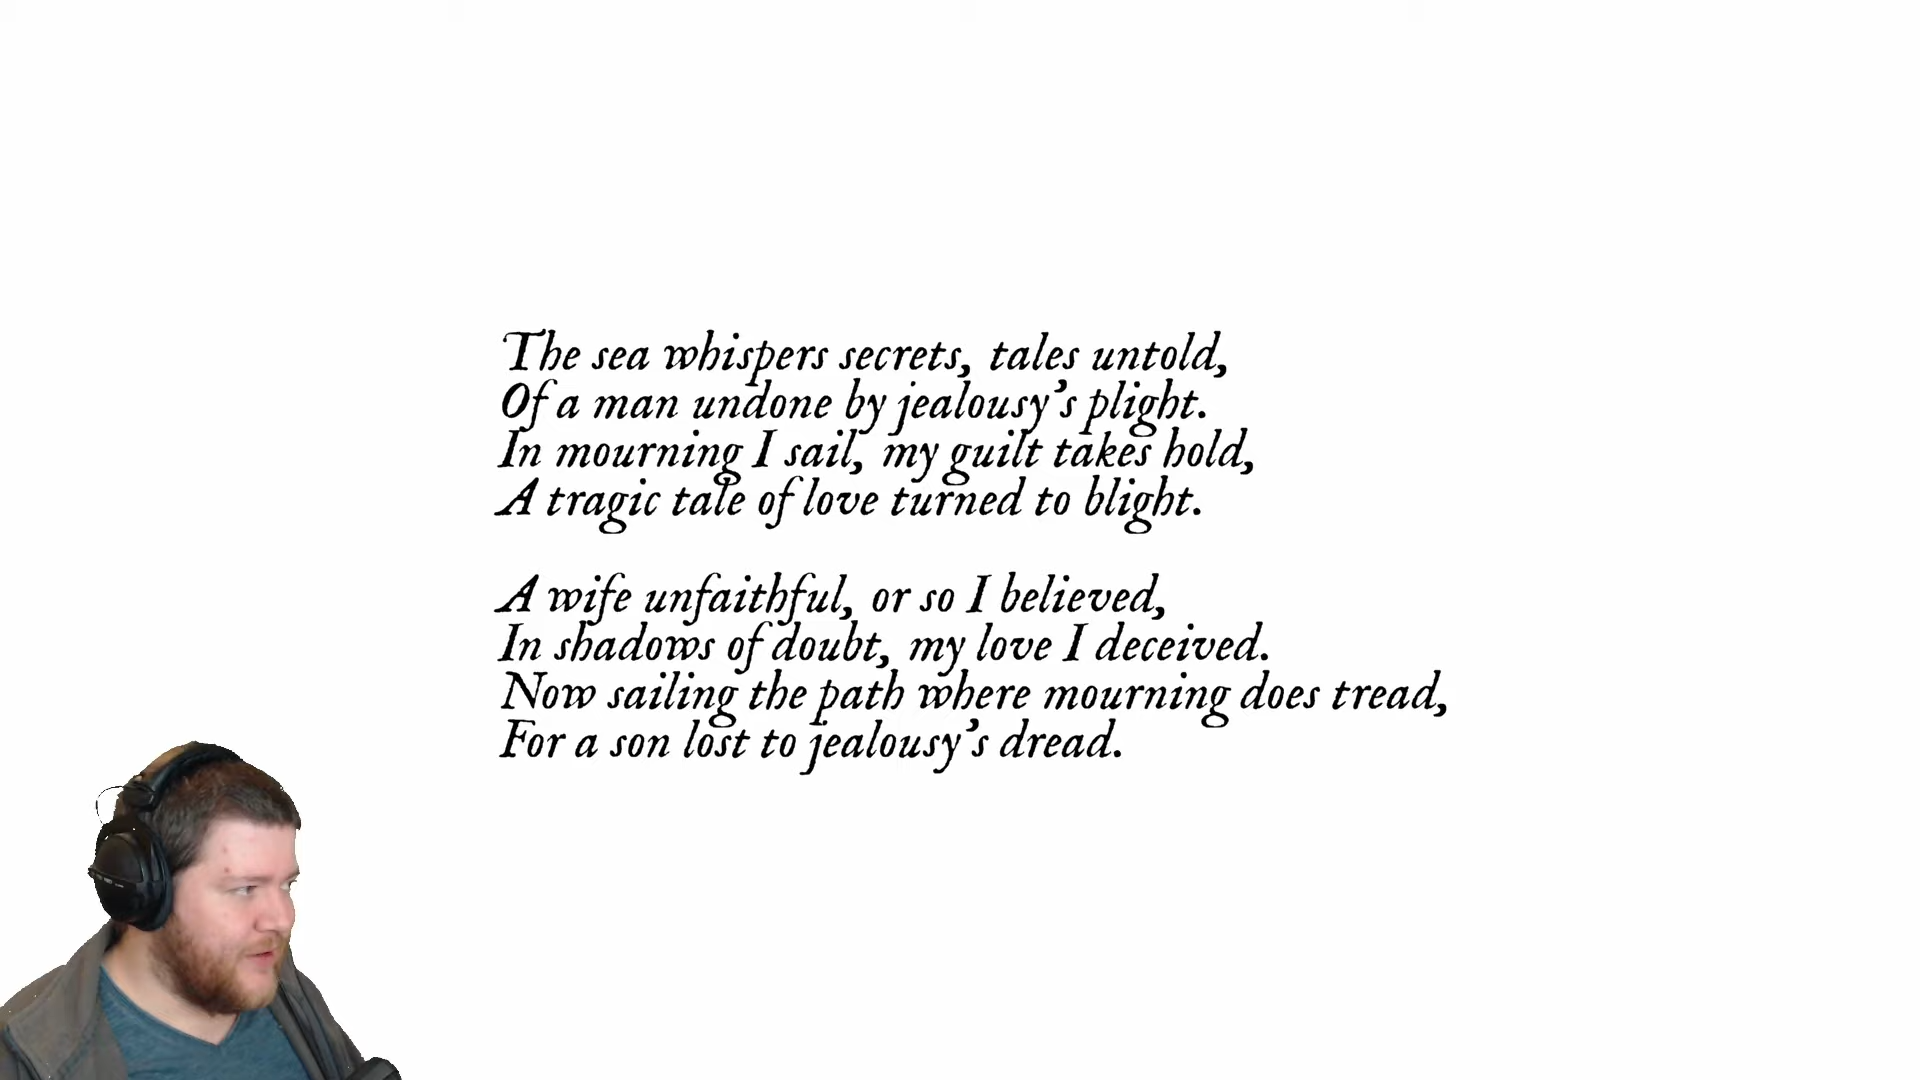 The sea whispers secrets, tales untold,
Of a man undone by jealousy's plight.
In mourning I sail, my guilt takes hold,
A tragic tale of love turned to blight.
A wife unfaithful, or so I believed,
In shadows of doubt, my love I deceived.
Now sailing the path where mourning does tread,
For a son lost to jealousy's dread.